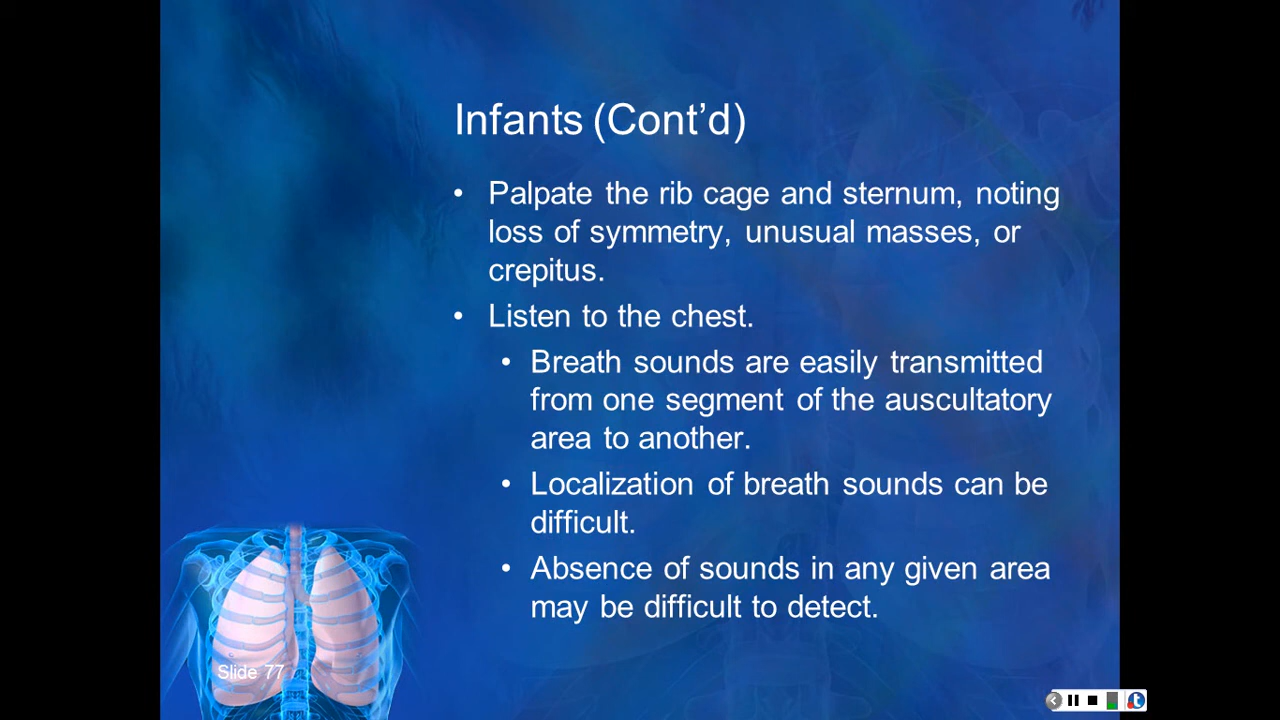 Infants (Cont’d)
• Palpate the rib cage and sternum, noting
loss of symmetry, unusual masses, or
crepitus.
• Listen to the chest.
• Breath sounds are easily transmitted
from one segment of the auscultatory
area to another.
• Localization of breath sounds can be
difficult.
• Absence of sounds in any given area
may be difficult to detect.
Slide 77
t